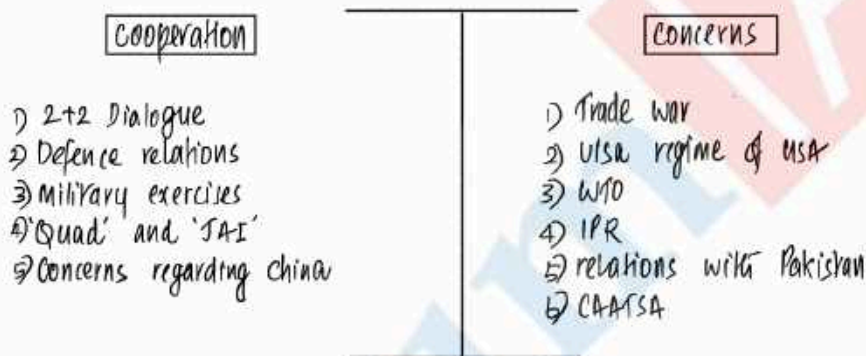 cooperation
1) 2+2 Dialogue
2) Defence relations
3) Military exercises
4) 'Quad' and 'JAI'
5) Concerns regarding china
concerns
1) Trade war
2) Visa regime of USA
3) WTO
4) IPR
5) relations with Pakistan
6) CAATSA